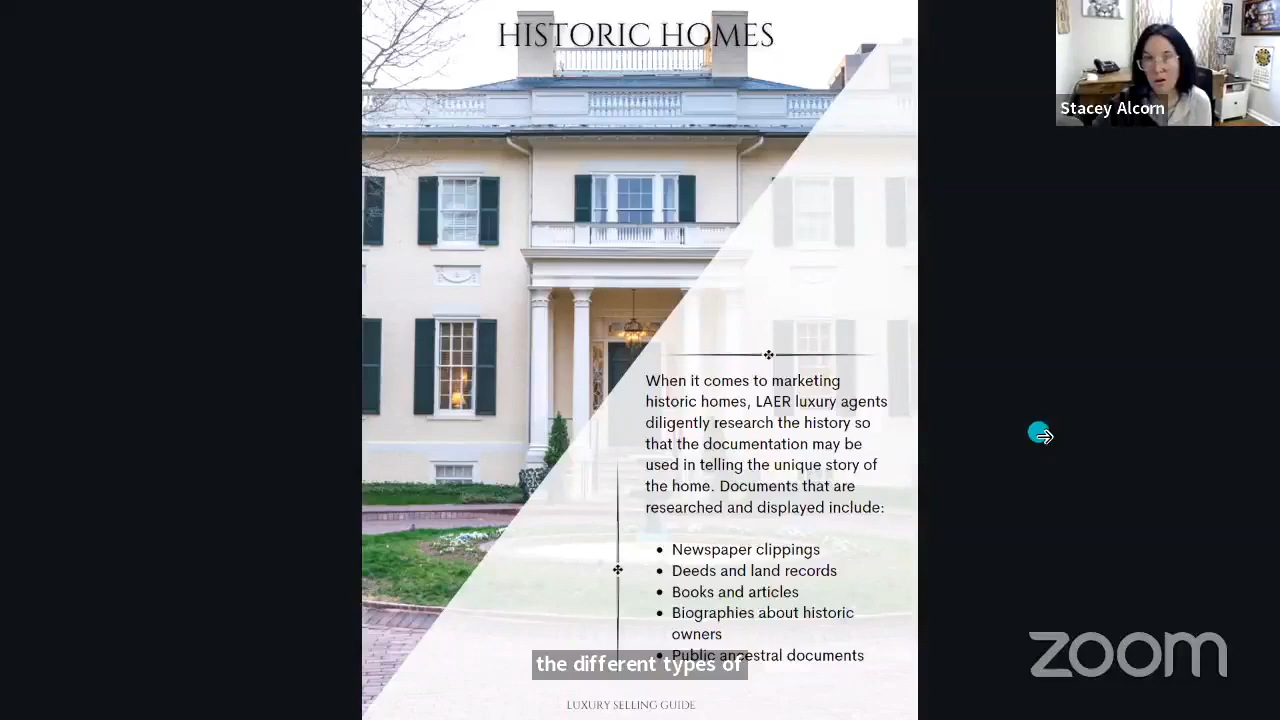 HISTORIC HOMES
Stacey Alcorn
When it comes to marketing
historic homes, LAER luxury agents
diligently research the history so
that the documentation may be
used in telling the unique story of
the home. Documents that are
researched and displayed include:
• Newspaper clippings
• Deeds and land records
• Books and articles
• Biographies about historic
owners
• Public ancestral documents
the different types of
LUXURY SELLING GUIDE
zoom